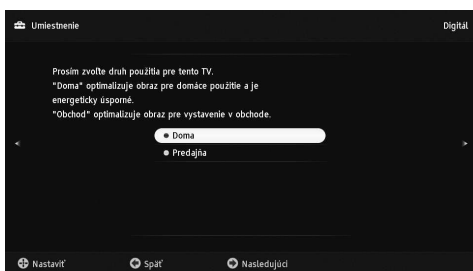 Umiestnenie
Digitál
Prosím zvoľte druh použitia pre tento TV.
"Doma" optimalizuje obraz pre domáce použitie a je
energeticky úsporné.
"Obchod" optimalizuje obraz pre vystavenie v obchode.
Doma
Predajňa
Nastaviť
Späť
Nasledujúci